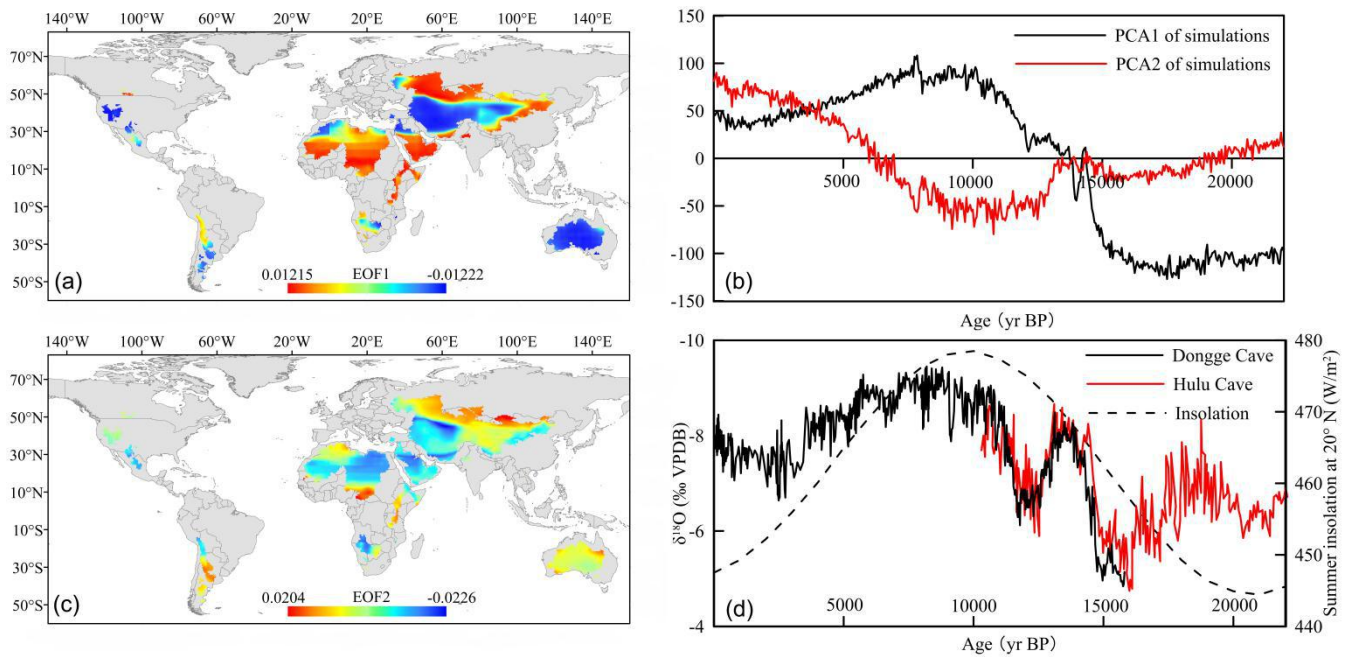 140°W 100°W 60°W 20°W 20°E 60°E 100°E 140°E
70°N
50°N
30°N
10°N
10°S
30°S
50°S
0.01215 EOF1 -0.01222
(a)
150
100
50
0
-50
-100
-150
5000 10000 15000 20000
PCA1 of simulations
PCA2 of simulations
(b)
Age (yr BP)
140°W 100°W 60°W 20°W 20°E 60°E 100°E 140°E
70°N
50°N
30°N
10°N
10°S
30°S
50°S
0.0204 EOF2 -0.0226
(c)
-10
-8
-6
-4
δ¹⁸O (‰ VPDB)
Dongge Cave
Hulu Cave
Insolation
480
470
460
450
440
Summer insolation at 20° N (W/m²)
(d)
5000 10000 15000 20000
Age (yr BP)